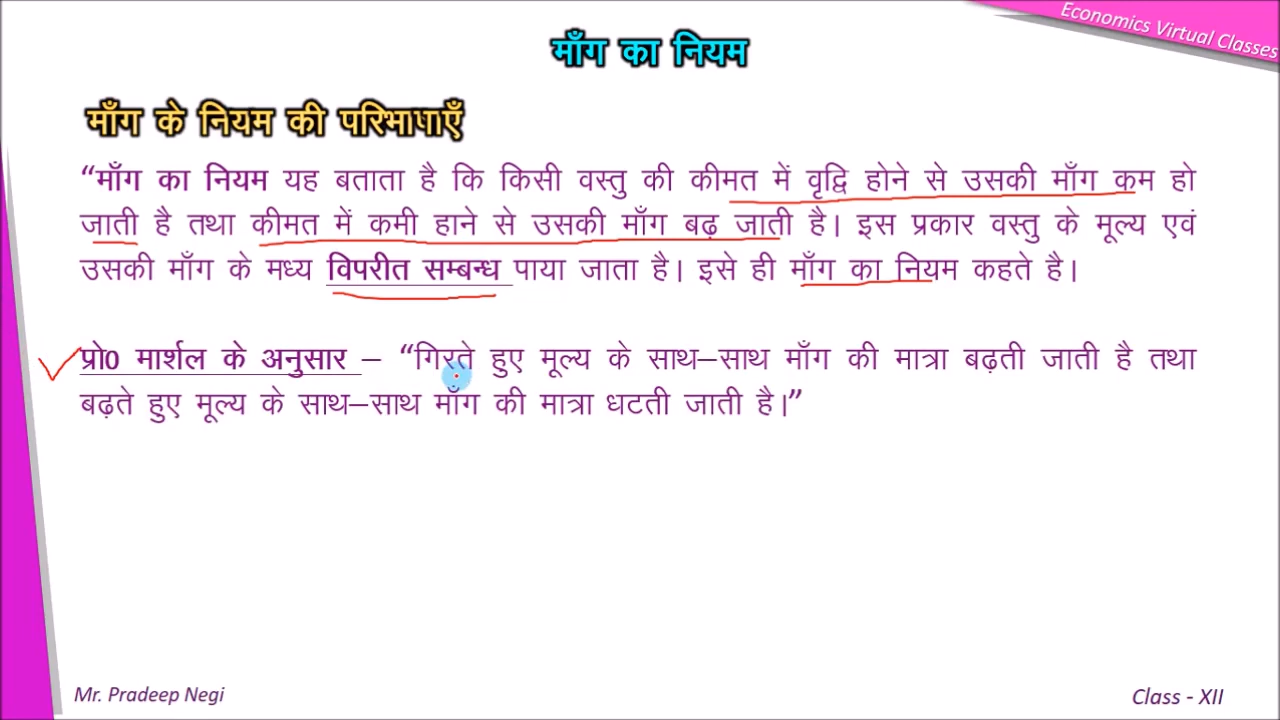 Economics Virtual Classes
माँग का नियम
माँग के नियम की परिभाषाएँ
“माँग का नियम यह बताता है कि किसी वस्तु की कीमत में वृद्वि होने से उसकी माँग कम हो
जाती है तथा कीमत में कमी हाने से उसकी माँग बढ़ जाती है। इस प्रकार वस्तु के मूल्य एवं
उसकी माँग के मध्य विपरीत सम्बन्ध पाया जाता है। इसे ही माँग का नियम कहते है।
प्रो0 मार्शल के अनुसार – “गिरते हुए मूल्य के साथ–साथ माँग की मात्रा बढ़ती जाती है तथा
बढ़ते हुए मूल्य के साथ–साथ माँग की मात्रा धटती जाती है।”
Mr. Pradeep Negi
Class - XII